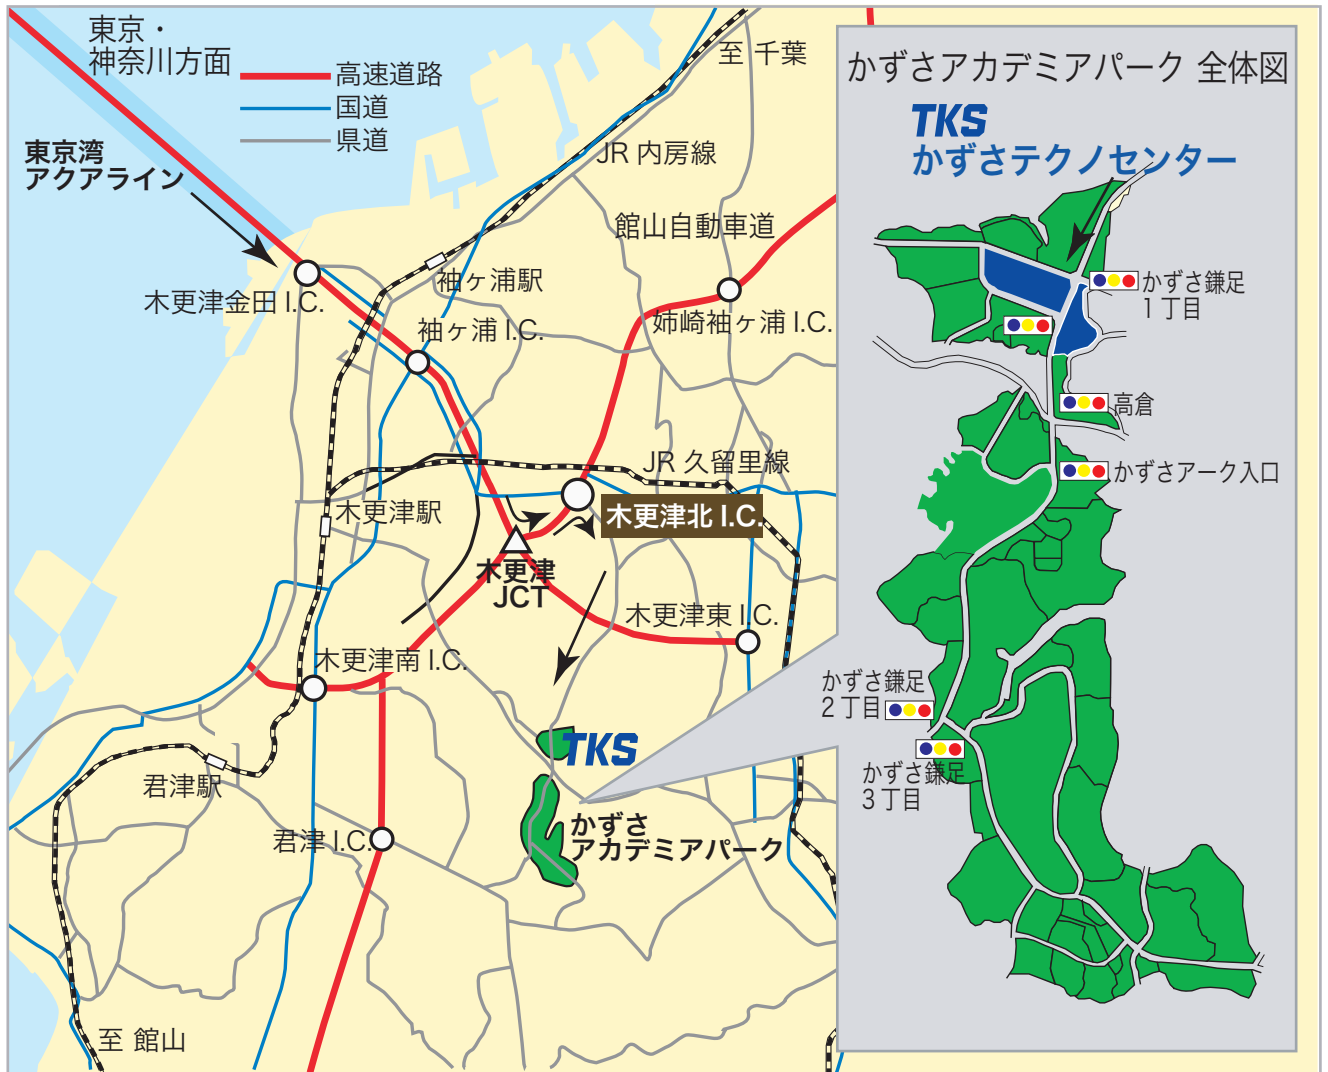 東京・
神奈川方面
高速道路
国道
県道
東京湾
アクアライン
至 千葉
JR 内房線
館山自動車道
木更津金田 I.C.
袖ヶ浦駅
袖ヶ浦 I.C.
姉崎袖ヶ浦 I.C.
JR 久留里線
木更津駅
木更津北 I.C.
木更津
JCT
木更津東 I.C.
木更津南 I.C.
TKS
君津駅
君津 I.C.
かずさ
アカデミアパーク
至 館山
かずさアカデミアパーク 全体図
TKS
かずさテクノセンター
かずさ鎌足
1丁目
高倉
かずさアーク入口
かずさ鎌足
2丁目
かずさ鎌足
3丁目